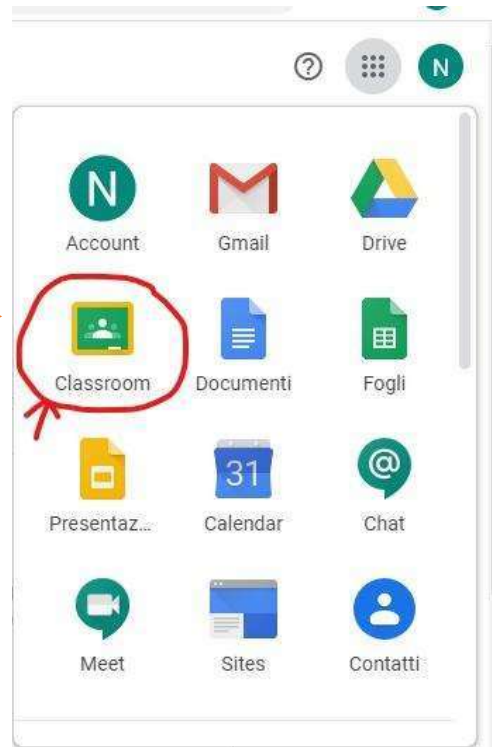 N
N
Account Gmail Drive
Classroom Documenti Fogli
31 @
Presentaz... Calendar Chat
Meet Sites Contatti